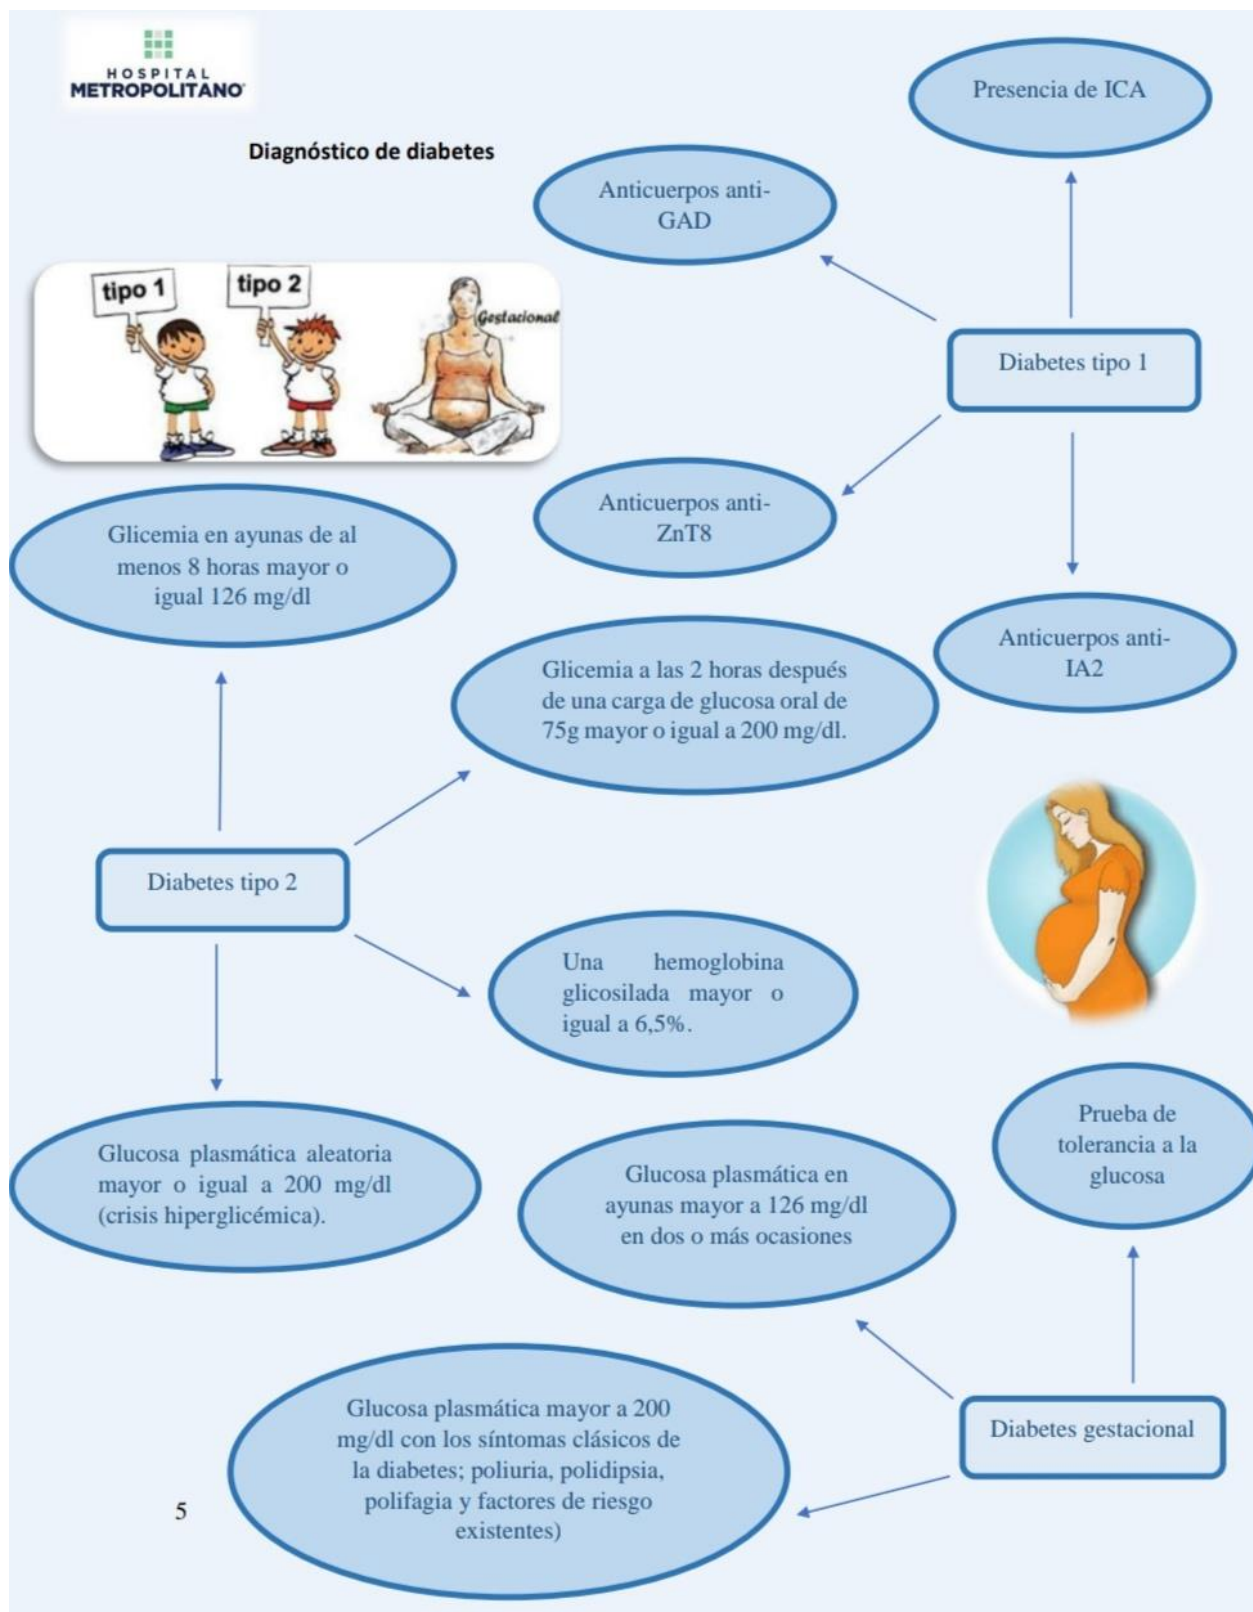 HOSPITAL
METROPOLITANO
Diagnóstico de diabetes
Presencia de ICA
Anticuerpos anti-
GAD
tipo 1
tipo 2
Gestacional
Diabetes tipo 1
Anticuerpos anti-
ZnT8
Glicemia en ayunas de al
menos 8 horas mayor o
igual 126 mg/dl
Anticuerpos anti-
IA2
Glicemia a las 2 horas después
de una carga de glucosa oral de
75g mayor o igual a 200 mg/dl.
Diabetes tipo 2
Una hemoglobina
glicosilada mayor o
igual a 6,5%.
Prueba de
tolerancia a la
glucosa
Glucosa plasmática aleatoria
mayor o igual a 200 mg/dl
(crisis hiperglicémica).
Glucosa plasmática en
ayunas mayor a 126 mg/dl
en dos o más ocasiones
Diabetes gestacional
Glucosa plasmática mayor a 200
mg/dl con los síntomas clásicos de
la diabetes; poliuria, polidipsia,
polifagia y factores de riesgo
existentes)
5